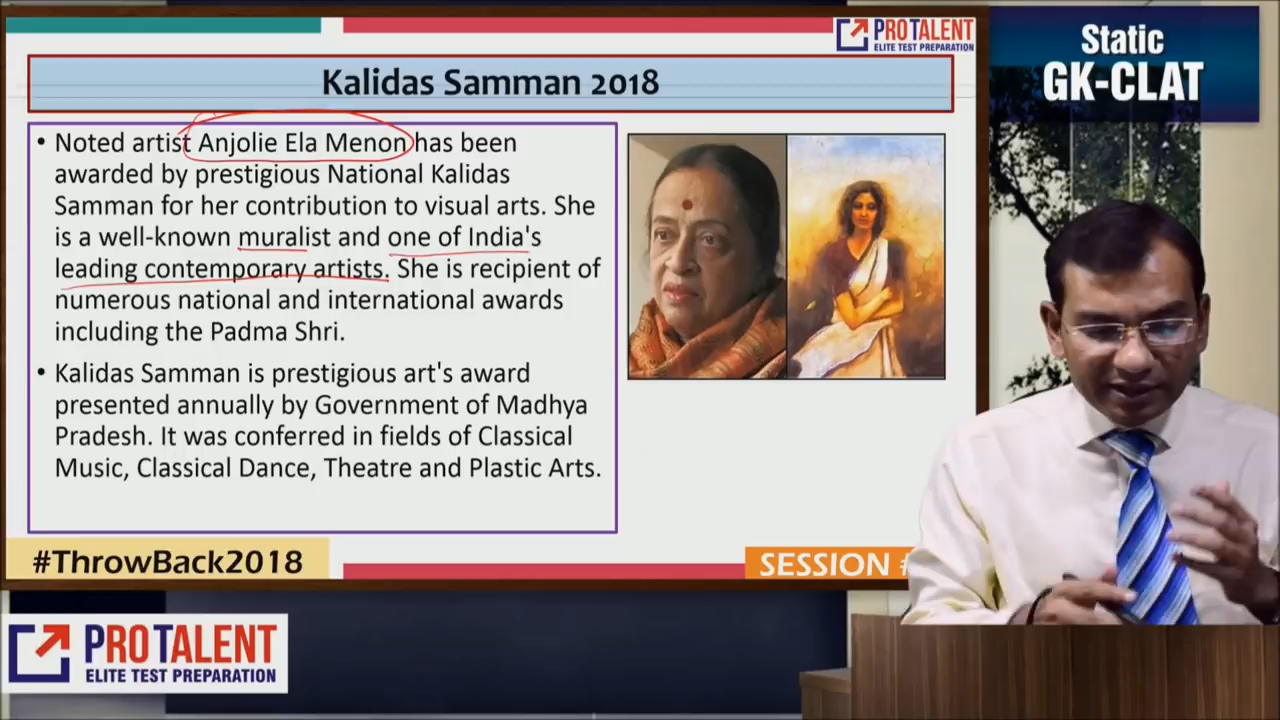 PROTALENT
ELITE TEST PREPARATION
Static
GK-CLAT
Kalidas Samman 2018
• Noted artist Anjolie Ela Menon has been
awarded by prestigious National Kalidas
Samman for her contribution to visual arts. She
is a well-known muralist and one of India's
leading contemporary artists. She is recipient of
numerous national and international awards
including the Padma Shri.
• Kalidas Samman is prestigious art's award
presented annually by Government of Madhya
Pradesh. It was conferred in fields of Classical
Music, Classical Dance, Theatre and Plastic Arts.
#ThrowBack2018
SESSION #
PROTALENT
ELITE TEST PREPARATION